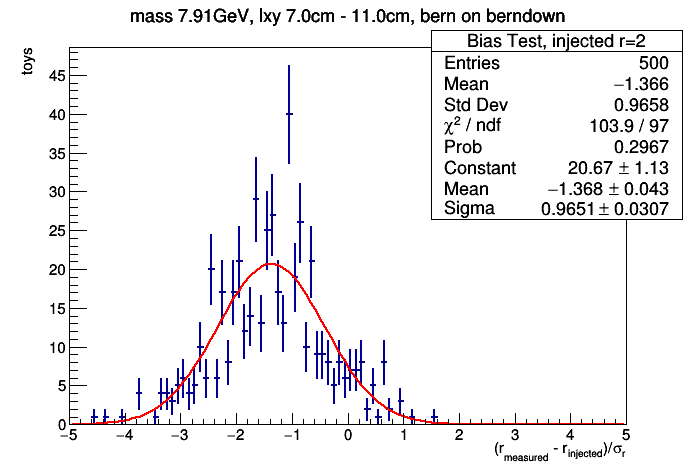 mass 7.91GeV, lxy 7.0cm - 11.0cm, bern on berndown
Bias Test, injected r=2
Entries 500
Mean −1.366
Std Dev 0.9658
χ² / ndf 103.9 / 97
Prob 0.2967
Constant 20.67 ± 1.13
Mean −1.368 ± 0.043
Sigma 0.9651 ± 0.0307
toys
45
40
35
30
25
20
15
10
5
0
−5 −4 −3 −2 −1 0 1 2 3 4 5
(r_measured - r_injected)/σ_r